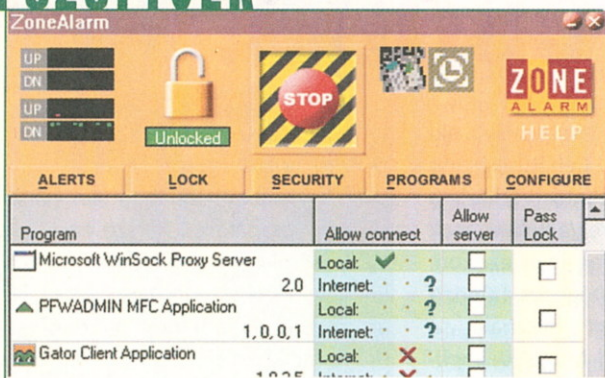 ZoneAlarm
UP
DN
UP
DN
Unlocked
STOP
ZONE
ALARM
HELP
ALERTS LOCK SECURITY PROGRAMS CONFIGURE
Program Allow connect Allow server Pass Lock
Microsoft WinSock Proxy Server Local:
2.0 Internet: ?
PFWADMIN MFC Application Local: ?
1, 0, 0, 1 Internet: ?
Gator Client Application Local: